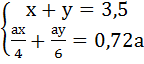 x + y = 3,5
ax/4 + ay/6 = 0,72a